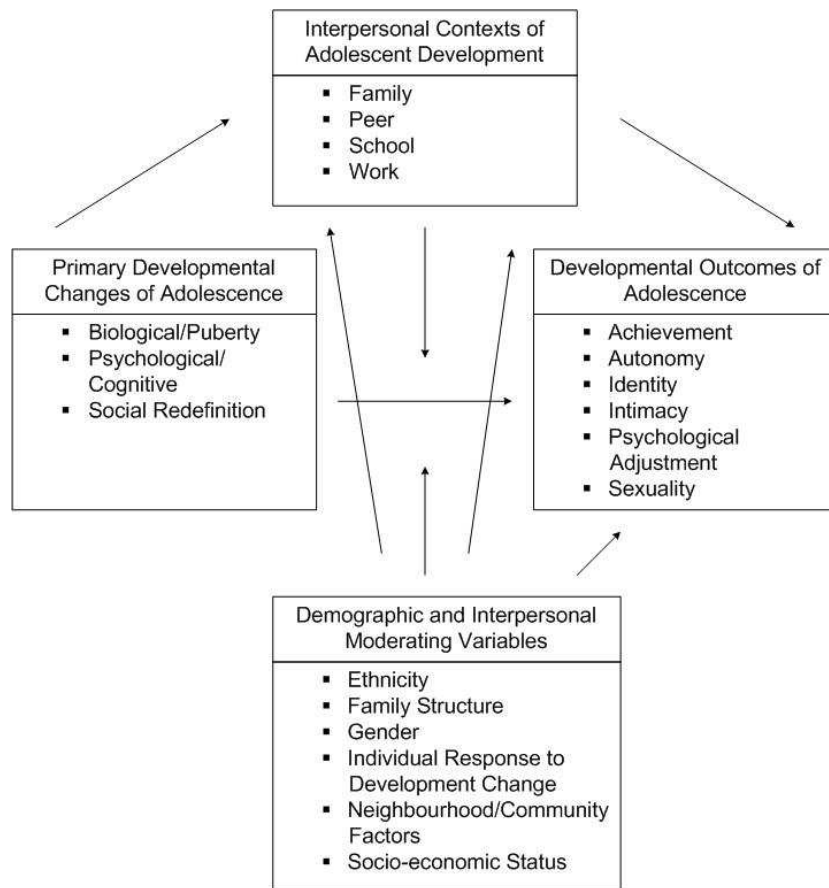 Interpersonal Contexts of
Adolescent Development
▪ Family
▪ Peer
▪ School
▪ Work
Primary Developmental
Changes of Adolescence
▪ Biological/Puberty
▪ Psychological/
Cognitive
▪ Social Redefinition
Developmental Outcomes of
Adolescence
▪ Achievement
▪ Autonomy
▪ Identity
▪ Intimacy
▪ Psychological
Adjustment
▪ Sexuality
Demographic and Interpersonal
Moderating Variables
▪ Ethnicity
▪ Family Structure
▪ Gender
▪ Individual Response to
Development Change
▪ Neighbourhood/Community
Factors
▪ Socio-economic Status